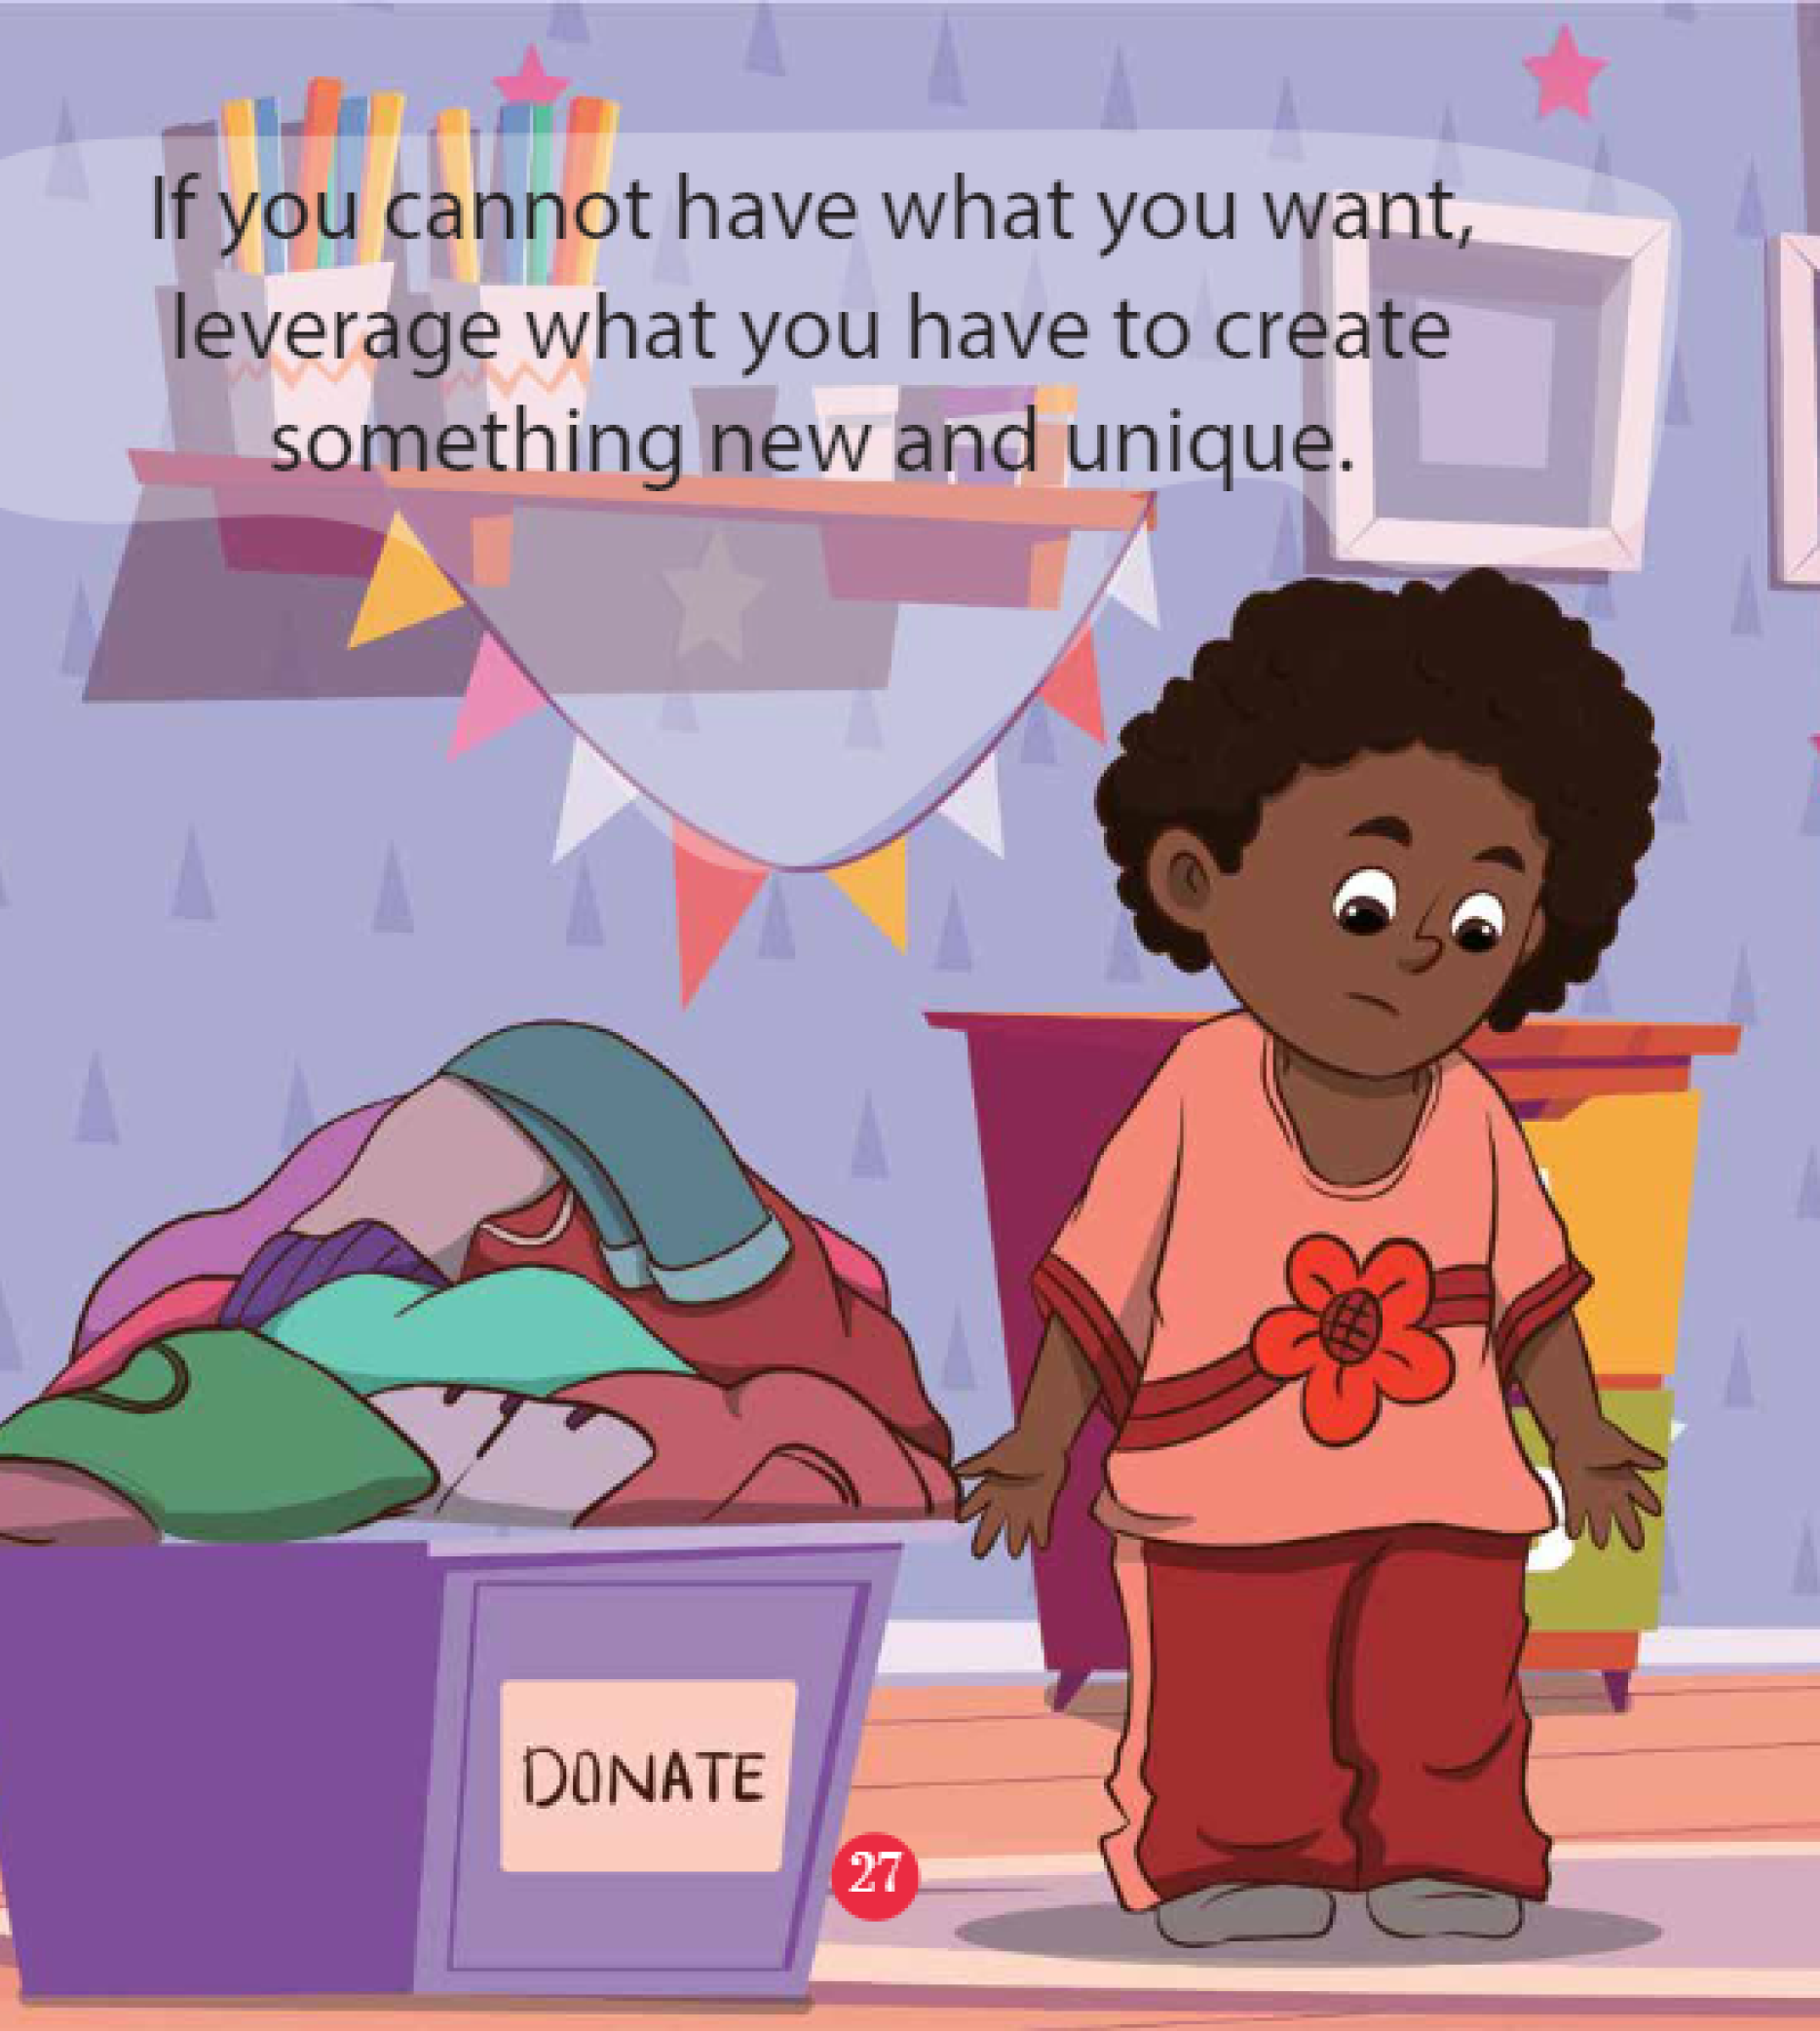 If you cannot have what you want,
leverage what you have to create
something new and unique.
DONATE
27